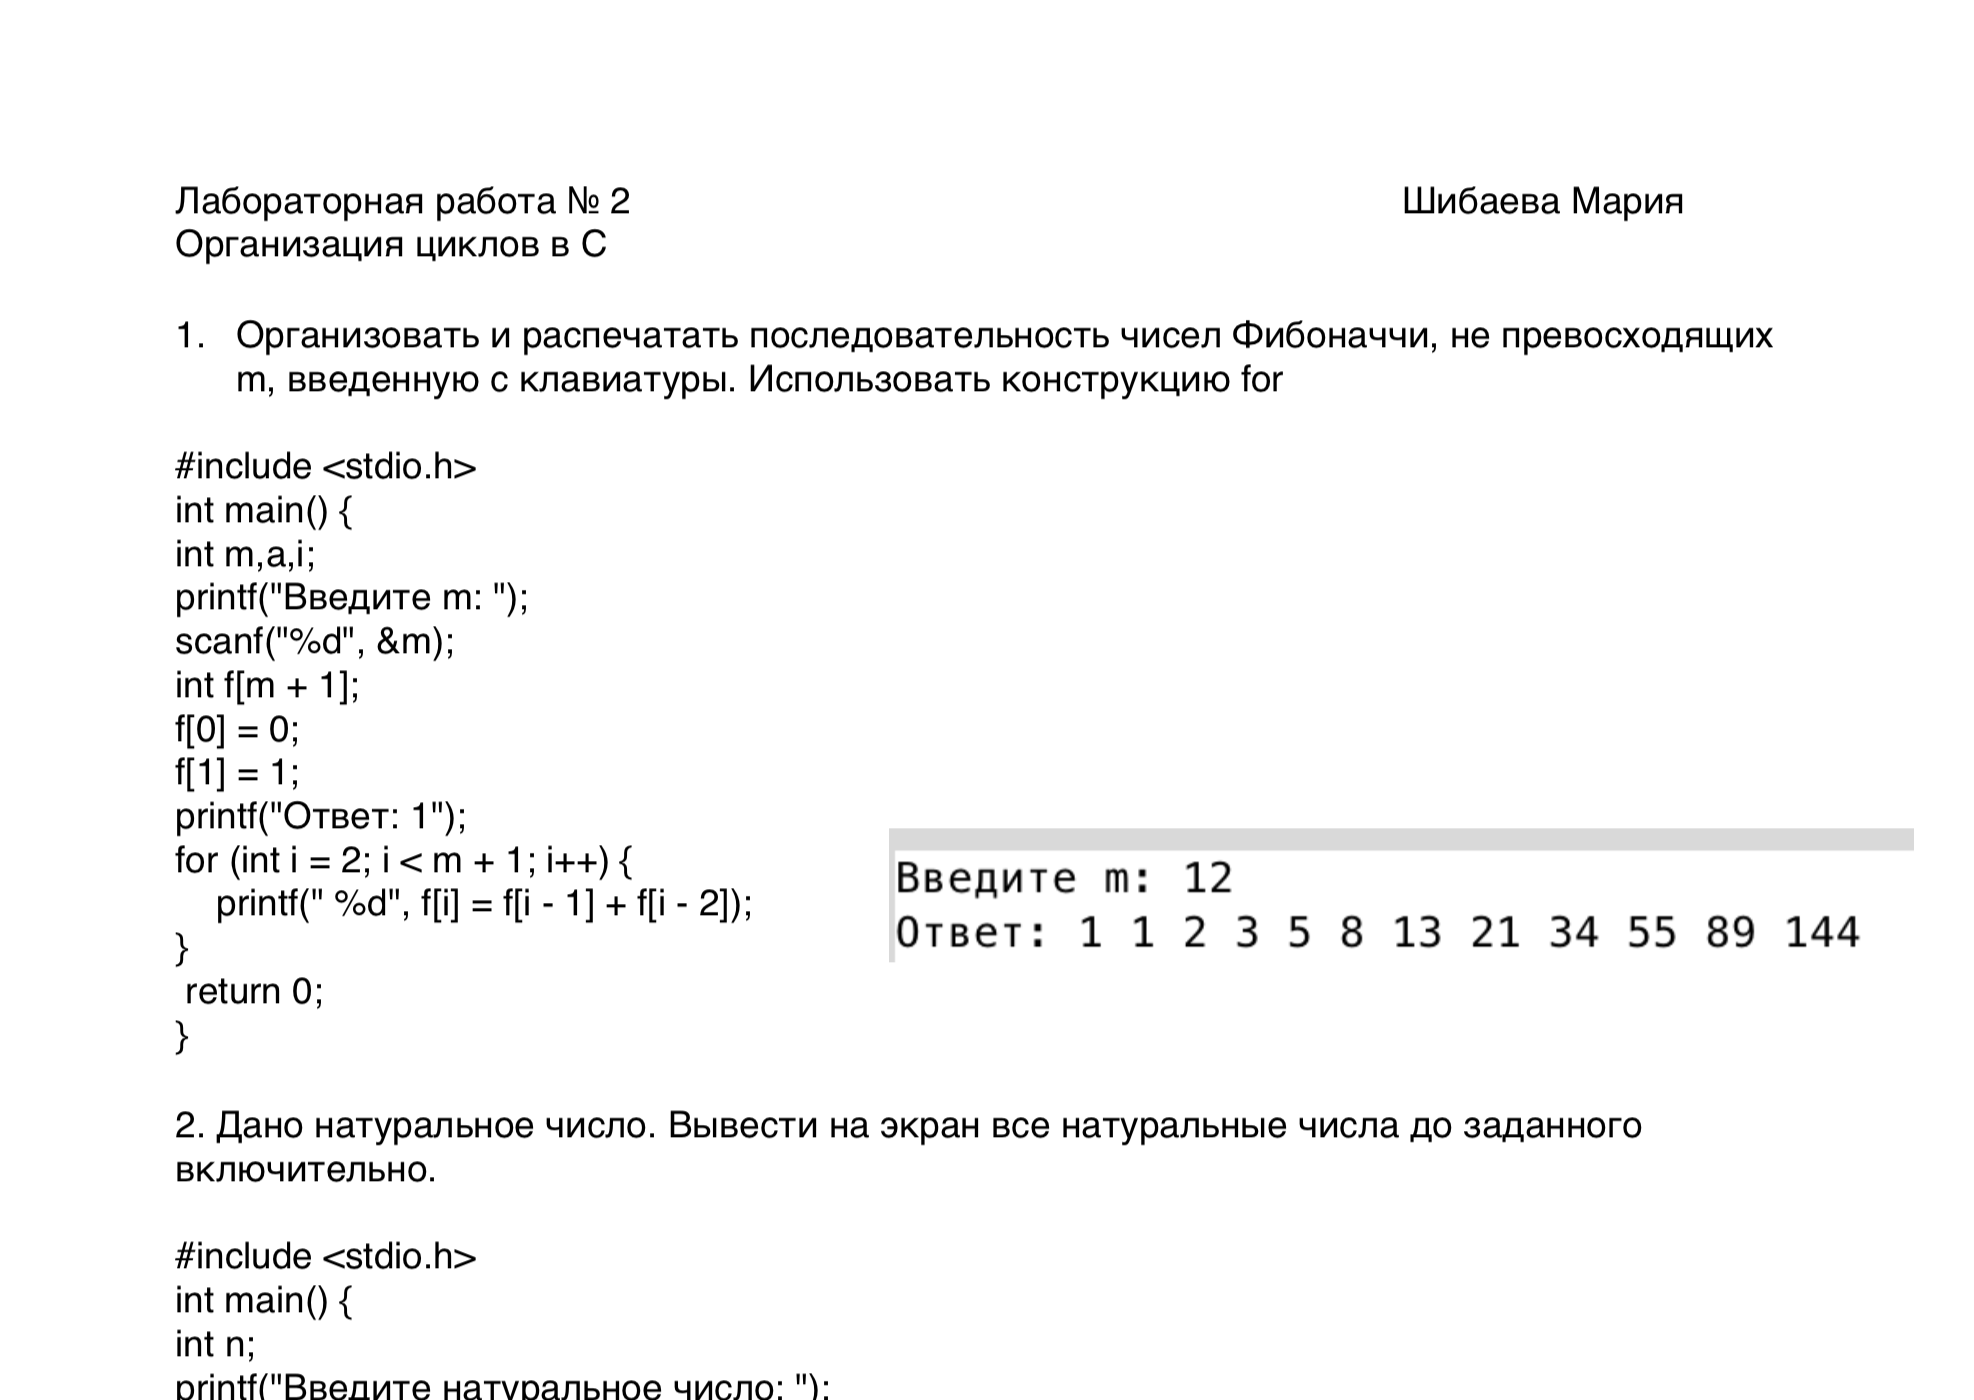 Лабораторная работа № 2 Шибаева Мария
Организация циклов в С
1. Организовать и распечатать последовательность чисел Фибоначчи, не превосходящих
m, введенную с клавиатуры. Использовать конструкцию for
#include <stdio.h>
int main() {
int m,a,i;
printf("Введите m: ");
scanf("%d", &m);
int f[m + 1];
f[0] = 0;
f[1] = 1;
printf("Ответ: 1");
for (int i = 2; i < m + 1; i++) {
printf(" %d", f[i] = f[i - 1] + f[i - 2]);
}
return 0;
}
Введите m: 12
Ответ: 1 1 2 3 5 8 13 21 34 55 89 144
2. Дано натуральное число. Вывести на экран все натуральные числа до заданного
включительно.
#include <stdio.h>
int main() {
int n;
printf("Введите натуральное число: ");